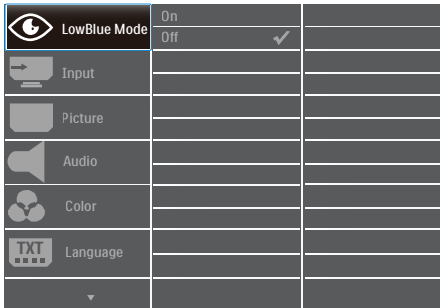 LowBlue Mode
On
Off
Input
Picture
Audio
Color
TXT
Language